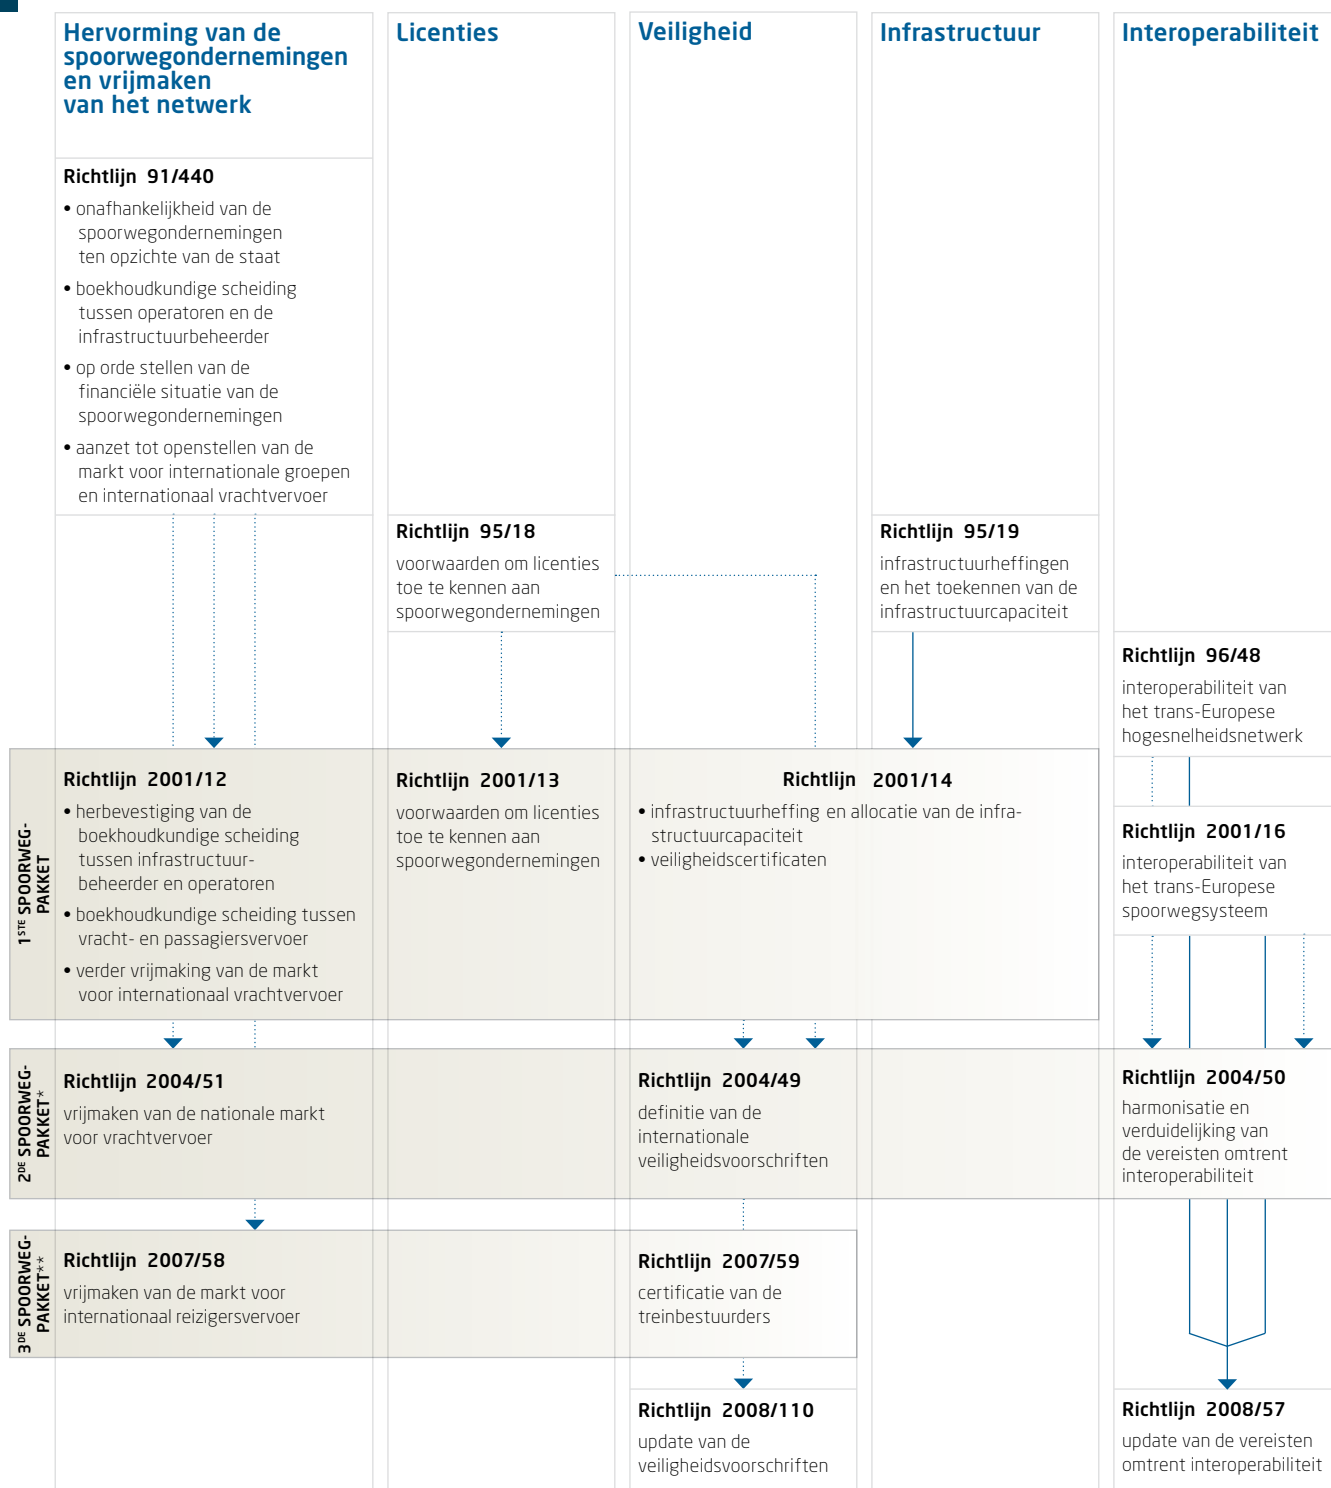 Hervorming van de
spoorwegondernemingen
en vrijmaken
van het netwerk
Licenties
Veiligheid
Infrastructuur
Interoperabiliteit
Richtlijn 91/440
• onafhankelijkheid van de
spoorwegondernemingen
ten opzichte van de staat
• boekhoudkundige scheiding
tussen operatoren en de
infrastructuurbeheerder
• op orde stellen van de
financiële situatie van de
spoorwegondernemingen
• aanzet tot openstellen van de
markt voor internationale groepen
en internationaal vrachtvervoer
Richtlijn 95/18
voorwaarden om licenties
toe te kennen aan
spoorwegondernemingen
Richtlijn 95/19
infrastructuurheffingen
en het toekennen van de
infrastructuurcapaciteit
Richtlijn 96/48
interoperabiliteit van
het trans-Europese
hogesnelheidsnetwerk
1STE SPOORWEG-
PAKKET
Richtlijn 2001/12
• herbevestiging van de
boekhoudkundige scheiding
tussen infrastructuur-
beheerder en operatoren
• boekhoudkundige scheiding tussen
vracht- en passagiersvervoer
• verder vrijmaking van de markt
voor internationaal vrachtvervoer
Richtlijn 2001/13
voorwaarden om licenties
toe te kennen aan
spoorwegondernemingen
Richtlijn 2001/14
• infrastructuurheffing en allocatie van de infra-
structuurcapaciteit
• veiligheidscertificaten
Richtlijn 2001/16
interoperabiliteit van
het trans-Europese
spoorwegsysteem
2DE SPOORWEG-
PAKKET*
Richtlijn 2004/51
vrijmaken van de nationale markt
voor vrachtvervoer
Richtlijn 2004/49
definitie van de
internationale
veiligheidsvoorschriften
Richtlijn 2004/50
harmonisatie en
verduidelijking van
de vereisten omtrent
interoperabiliteit
3DE SPOORWEG-
PAKKET**
Richtlijn 2007/58
vrijmaken van de markt voor
internationaal reizigersvervoer
Richtlijn 2007/59
certificatie van de
treinbestuurders
Richtlijn 2008/110
update van de
veiligheidsvoorschriften
Richtlijn 2008/57
update van de vereisten
omtrent interoperabiliteit